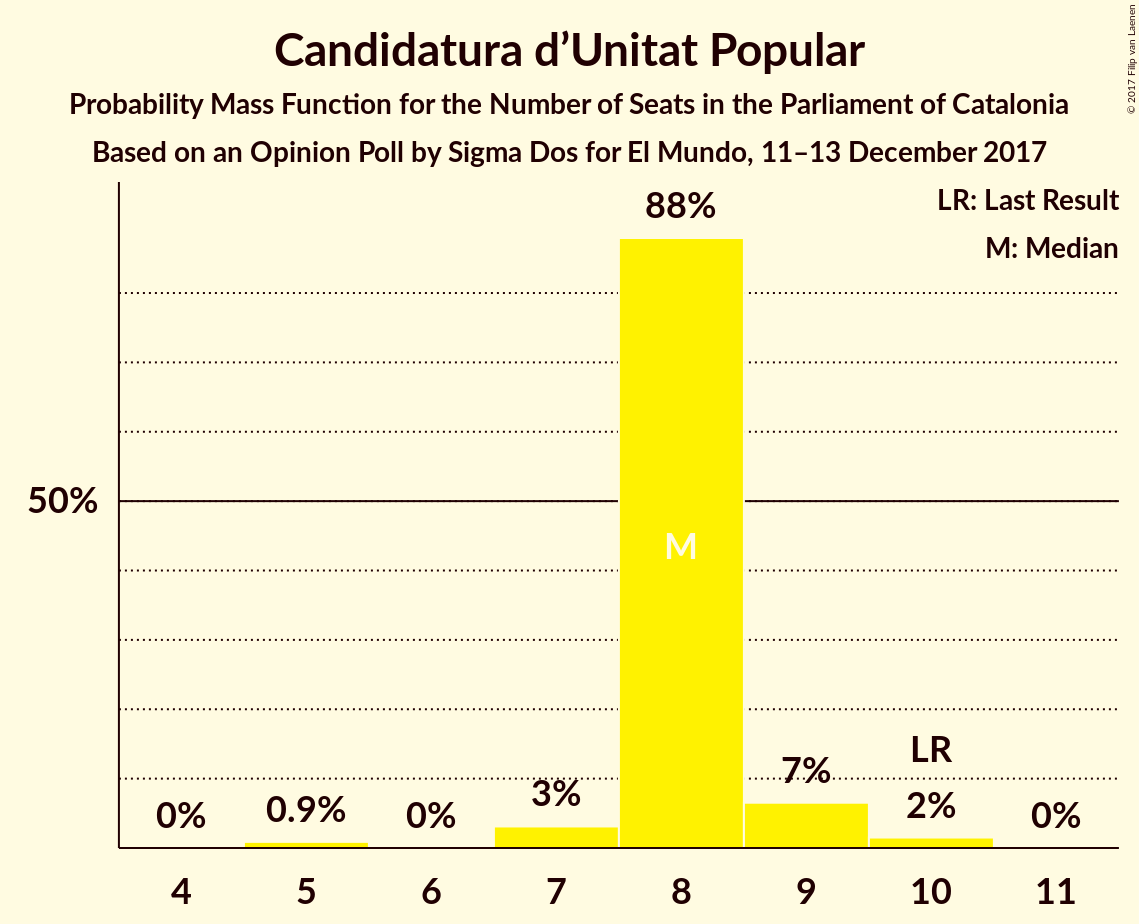 Candidatura d’Unitat Popular
Probability Mass Function for the Number of Seats in the Parliament of Catalonia
Based on an Opinion Poll by Sigma Dos for El Mundo, 11–13 December 2017
© 2017 Filip van Laenen
LR: Last Result
M: Median
88%
50%
M
LR
0%
0.9%
0%
3%
7%
2%
0%
4
5
6
7
8
9
10
11